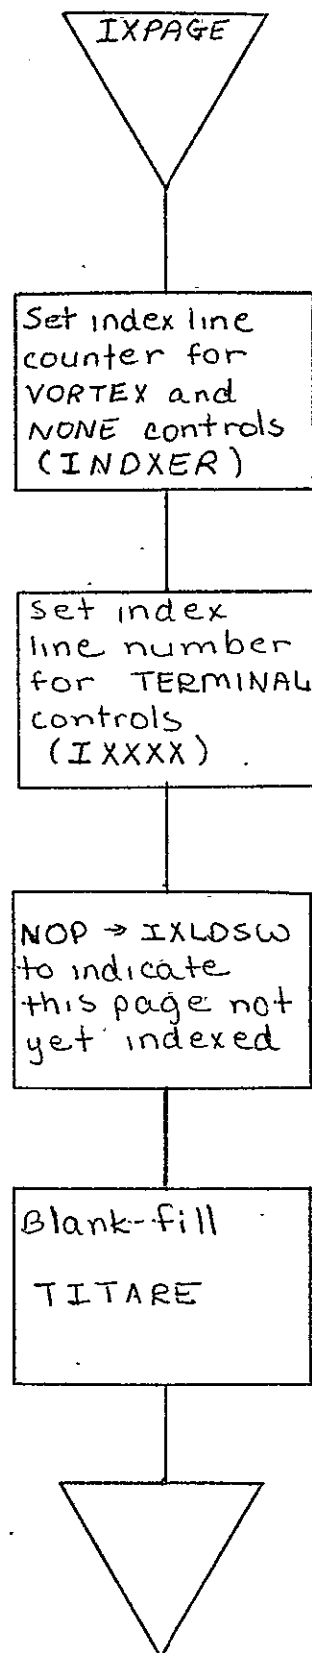 IXPAGE
Set index line
counter for
VORTEX and
NONE controls
(INDXER)
Set index
line number
for TERMINAL
controls
(IXXXX)
NOP → IXLDSW
to indicate
this page not
yet indexed
Blank-fill
TITARE